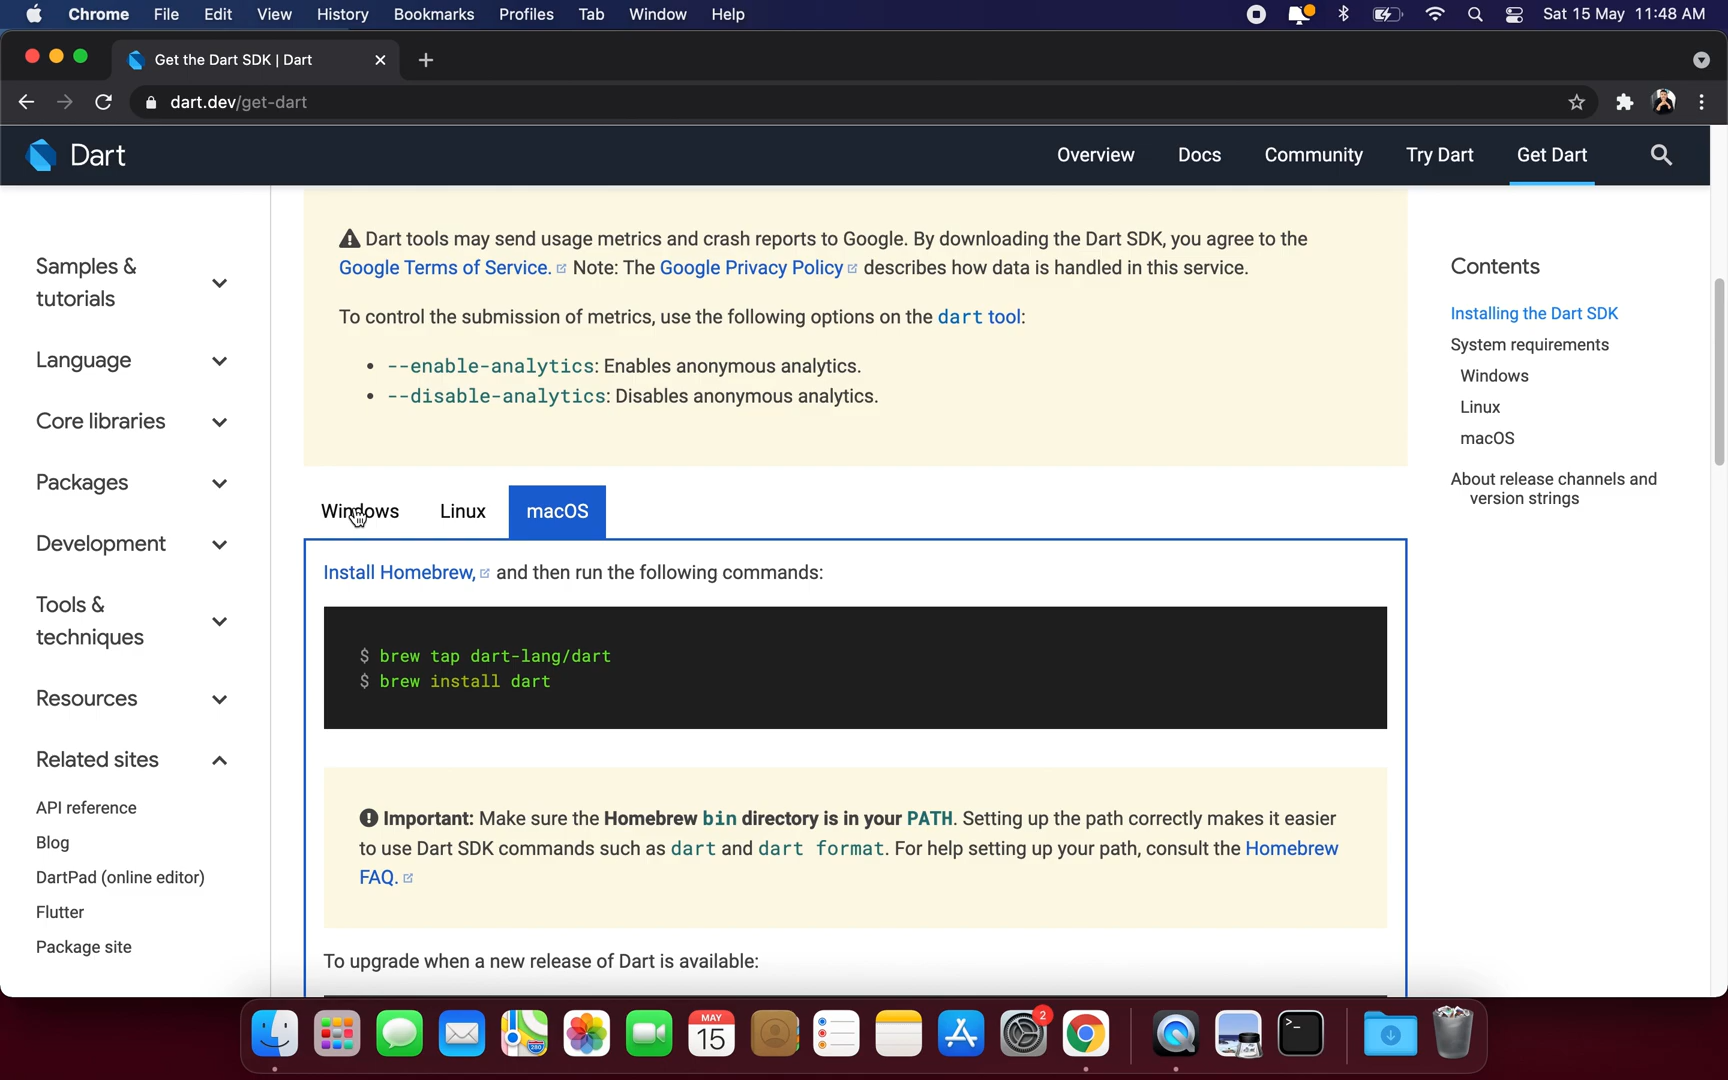 Chrome File Edit View History Bookmarks Profiles Tab Window Help Sat 15 May 11:48 AM
Get the Dart SDK | Dart
dart.dev/get-dart
Dart Overview Docs Community Try Dart Get Dart
Samples &
tutorials
Language
Core libraries
Packages
Development
Tools &
techniques
Resources
Related sites
API reference
Blog
DartPad (online editor)
Flutter
Package site
Dart tools may send usage metrics and crash reports to Google. By downloading the Dart SDK, you agree to the
Google Terms of Service. Note: The Google Privacy Policy describes how data is handled in this service.
To control the submission of metrics, use the following options on the dart tool:
• --enable-analytics: Enables anonymous analytics.
• --disable-analytics: Disables anonymous analytics.
Windows Linux macOS
Install Homebrew, and then run the following commands:
$ brew tap dart-lang/dart
$ brew install dart
Important: Make sure the Homebrew bin directory is in your PATH. Setting up the path correctly makes it easier
to use Dart SDK commands such as dart and dart format. For help setting up your path, consult the Homebrew
FAQ.
To upgrade when a new release of Dart is available:
Contents
Installing the Dart SDK
System requirements
Windows
Linux
macOS
About release channels and
version strings
MAY
15
280
2
>_